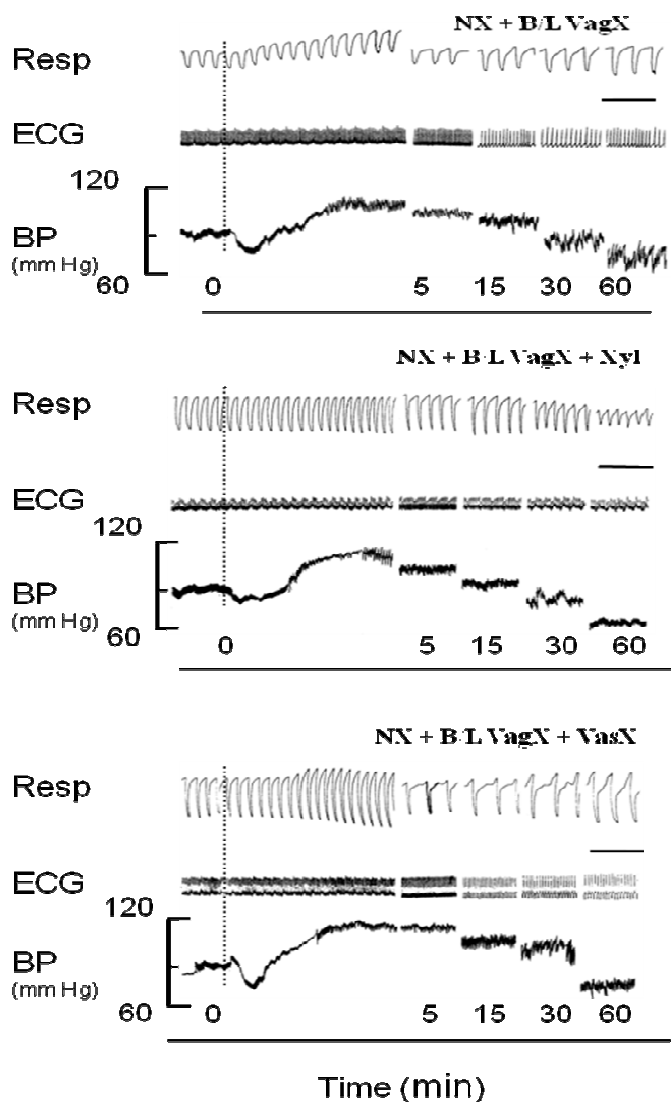 NX + B/L VagX
Resp
ECG
120
BP
(mm Hg)
60
0 5 15 30 60
NX + B/L VagX + Xyl
Resp
ECG
120
BP
(mm Hg)
60
0 5 15 30 60
NX + B/L VagX + VasX
Resp
ECG
120
BP
(mm Hg)
60
0 5 15 30 60
Time (min)